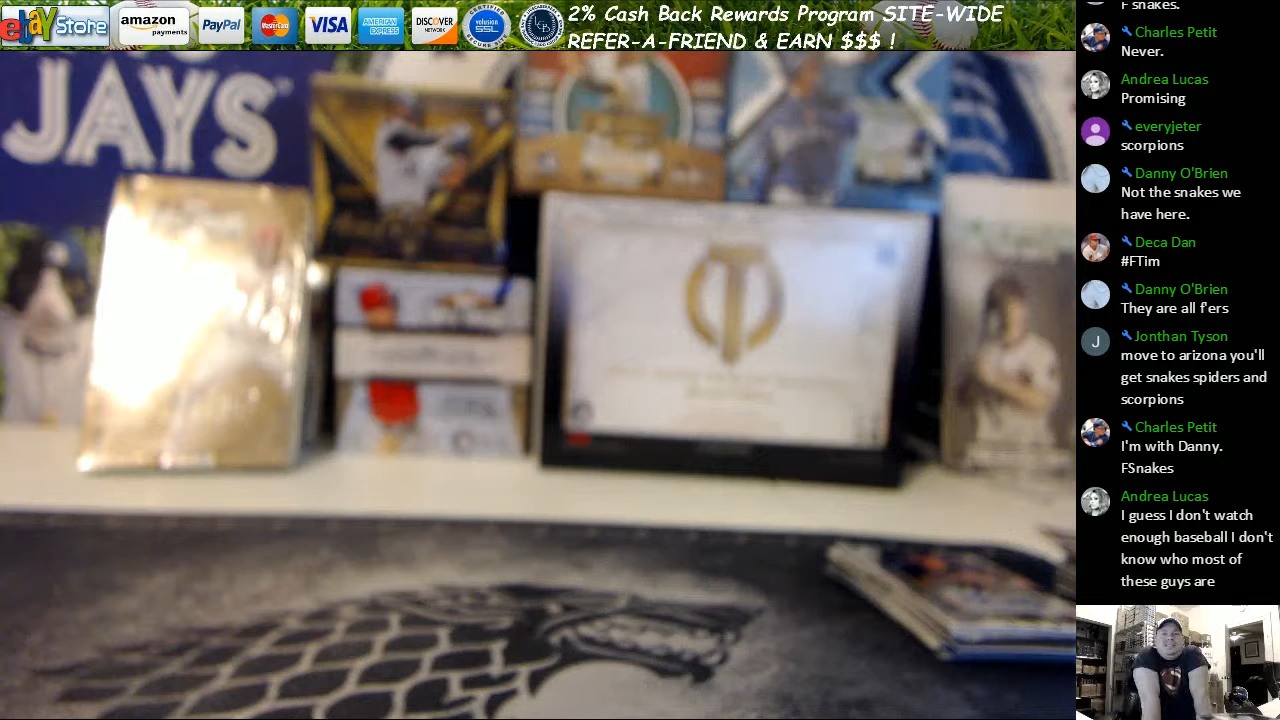 ebay Store
amazon payments
PayPal
MasterCard
VISA
AMERICAN EXPRESS
DISCOVER NETWORK
volusion SSL
2% Cash Back Rewards Program SITE-WIDE
REFER-A-FRIEND & EARN $$$ !
JAYS
F snakes.
Charles Petit
Never.
Andrea Lucas
Promising
everyjeter
scorpions
Danny O'Brien
Not the snakes we
have here.
Deca Dan
#FTim
Danny O'Brien
They are all f'ers
J
Jonthan Tyson
move to arizona you'll
get snakes spiders and
scorpions
Charles Petit
I'm with Danny.
FSnakes
Andrea Lucas
I guess I don't watch
enough baseball I don't
know who most of
these guys are